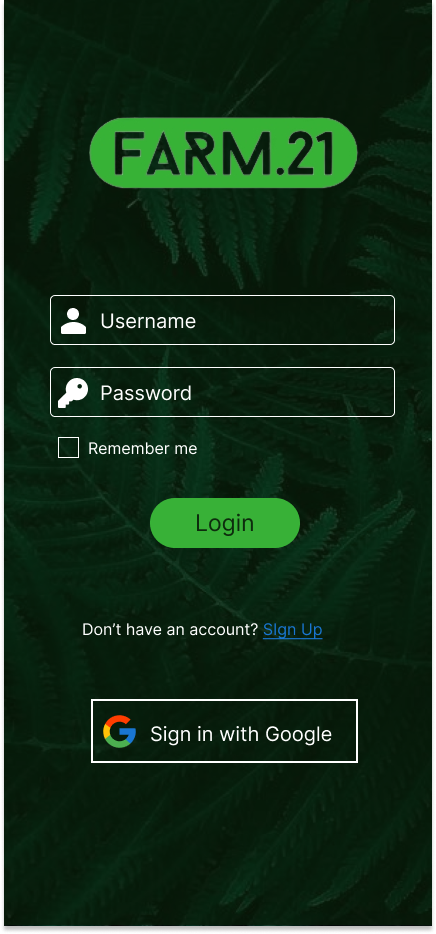 FARM.21
Username
Password
Remember me
Login
Don’t have an account? SIgn Up
Sign in with Google